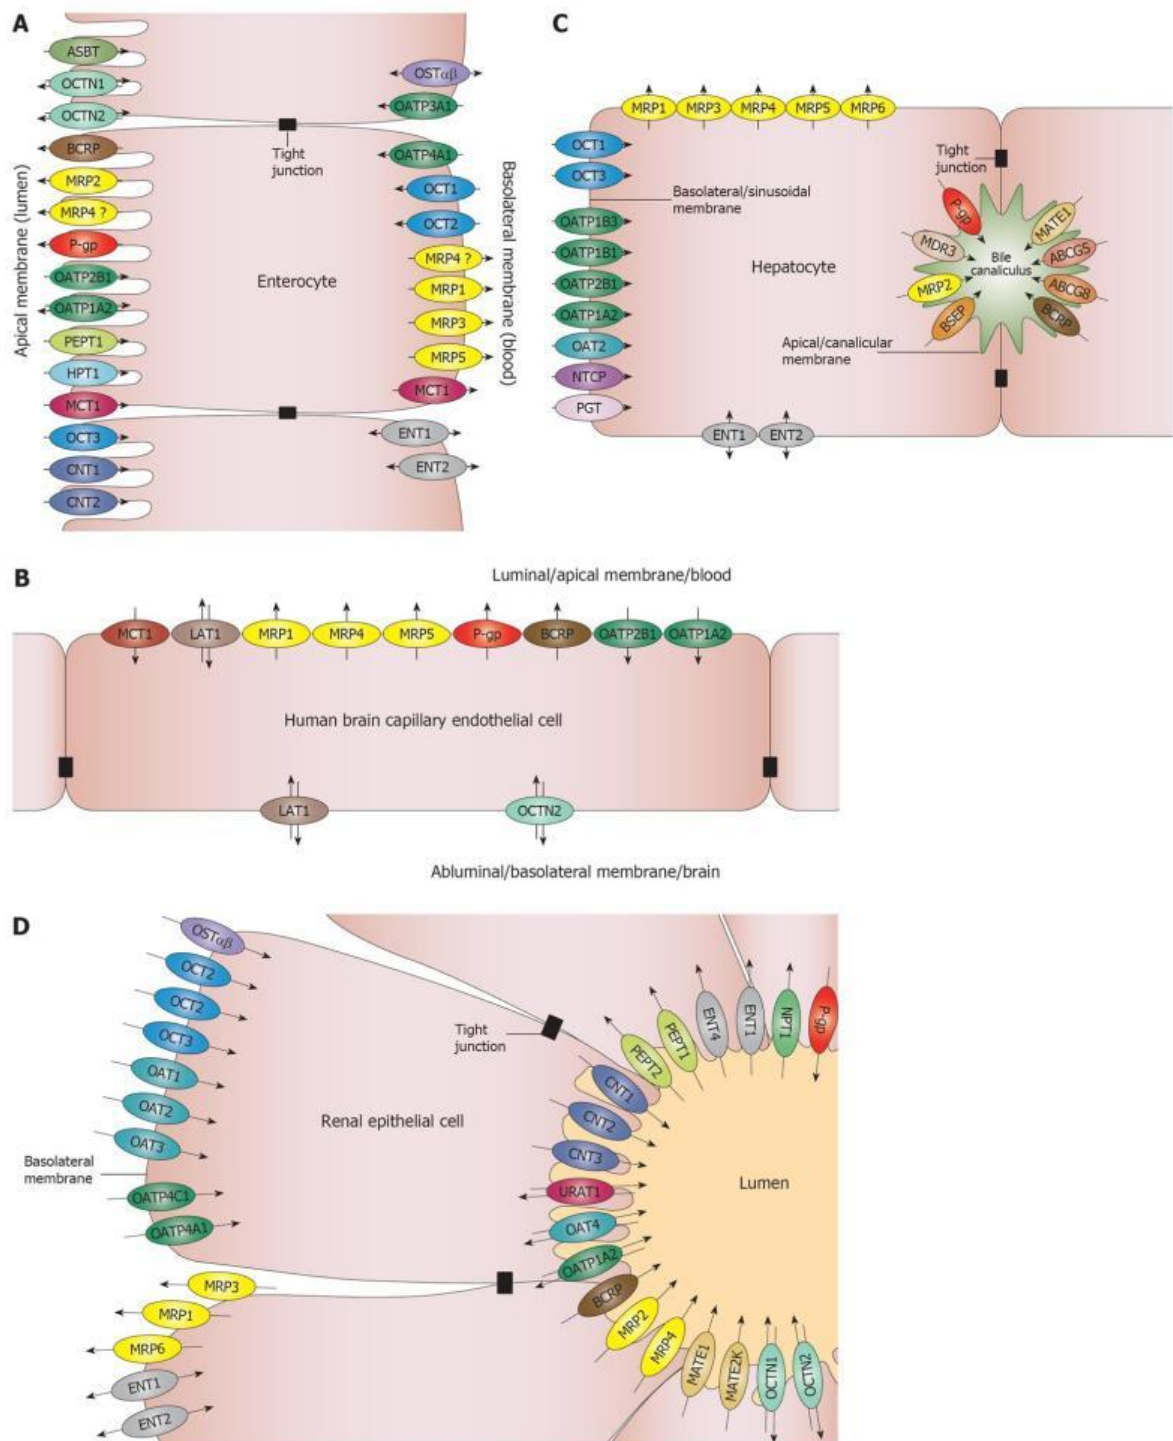 A
ASBT
OCTN1
OCTN2
BCRP
MRP2
MRP4 ?
P-gp
OATP2B1
OATP1A2
PEPT1
HPT1
MCT1
OCT3
CNT1
CNT2
Apical membrane (lumen)
Tight
junction
Enterocyte
OSTαβ
OATP3A1
OATP4A1
OCT1
OCT2
MRP4 ?
MRP1
MRP3
MRP5
MCT1
ENT1
ENT2
Basolateral membrane (blood)
C
MRP1
MRP3
MRP4
MRP5
MRP6
OCT1
OCT3
OATP1B3
OATP1B1
OATP2B1
OATP1A2
OAT2
NTCP
PGT
Basolateral/sinusoidal
membrane
Hepatocyte
Tight
junction
P-gp
MDR3
MRP2
BSEP
MATE1
ABCG5
ABCG8
BCRP
Bile
canaliculus
Apical/canalicular
membrane
ENT1
ENT2
B
Luminal/apical membrane/blood
MCT1
LAT1
MRP1
MRP4
MRP5
P-gp
BCRP
OATP2B1
OATP1A2
Human brain capillary endothelial cell
LAT1
OCTN2
Abluminal/basolateral membrane/brain
D
OSTαβ
OCT2
OCT2
OCT3
OAT1
OAT2
OAT3
Basolateral
membrane
OATP4C1
OATP4A1
MRP3
MRP1
MRP6
ENT1
ENT2
Renal epithelial cell
Tight
junction
PEPT2
PEPT1
ENT4
ENT1
NPT1
P-gp
CNT1
CNT2
CNT3
URAT1
OAT4
OATP1A2
BCRP
MRP2
MRP4
MATE1
MATE2K
OCTN1
OCTN2
Lumen